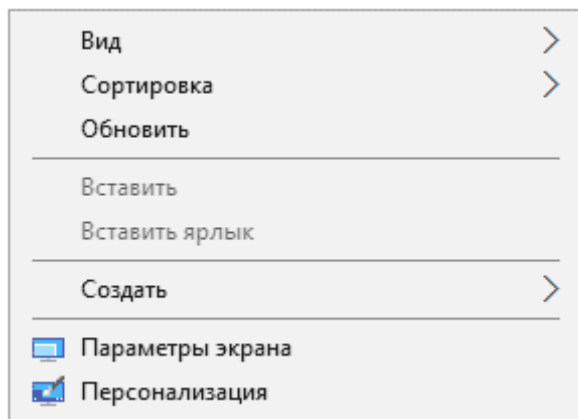 Вид
Сортировка
Обновить
Вставить
Вставить ярлык
Создать
Параметры экрана
Персонализация